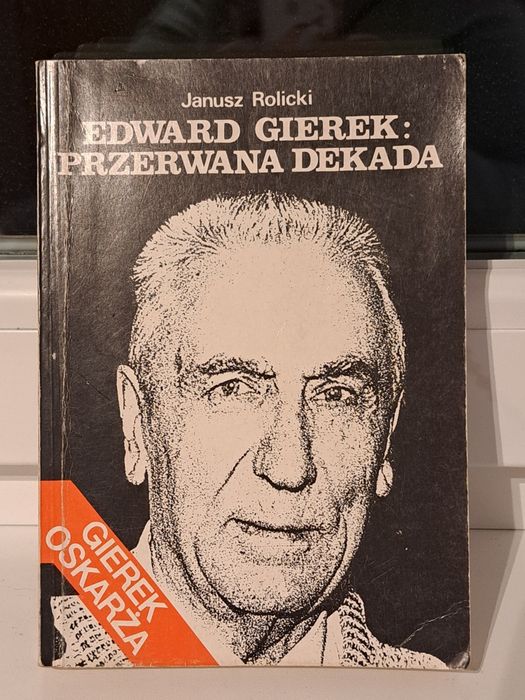 Janusz Rolicki
EDWARD GIEREK:
PRZERWANA DEKADA
GIEREK
OSKARŻA